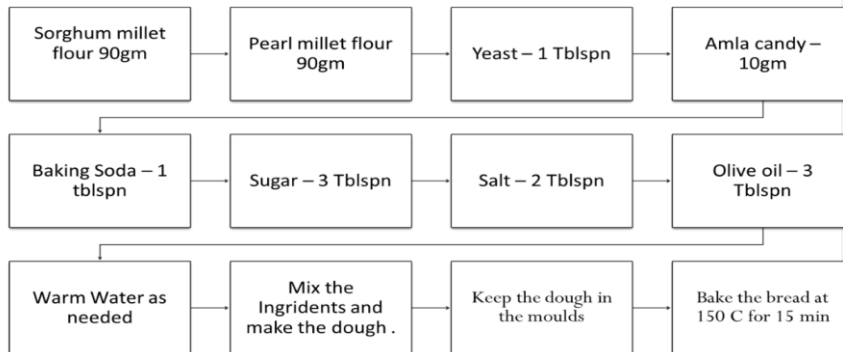 Sorghum millet
flour 90gm
Pearl millet flour
90gm
Yeast – 1 Tblspn
Amla candy –
10gm
Baking Soda – 1
tblspn
Sugar – 3 Tblspn
Salt – 2 Tblspn
Olive oil – 3
Tblspn
Warm Water as
needed
Mix the
Ingridents and
make the dough .
Keep the dough in
the moulds
Bake the bread at
150 C for 15 min